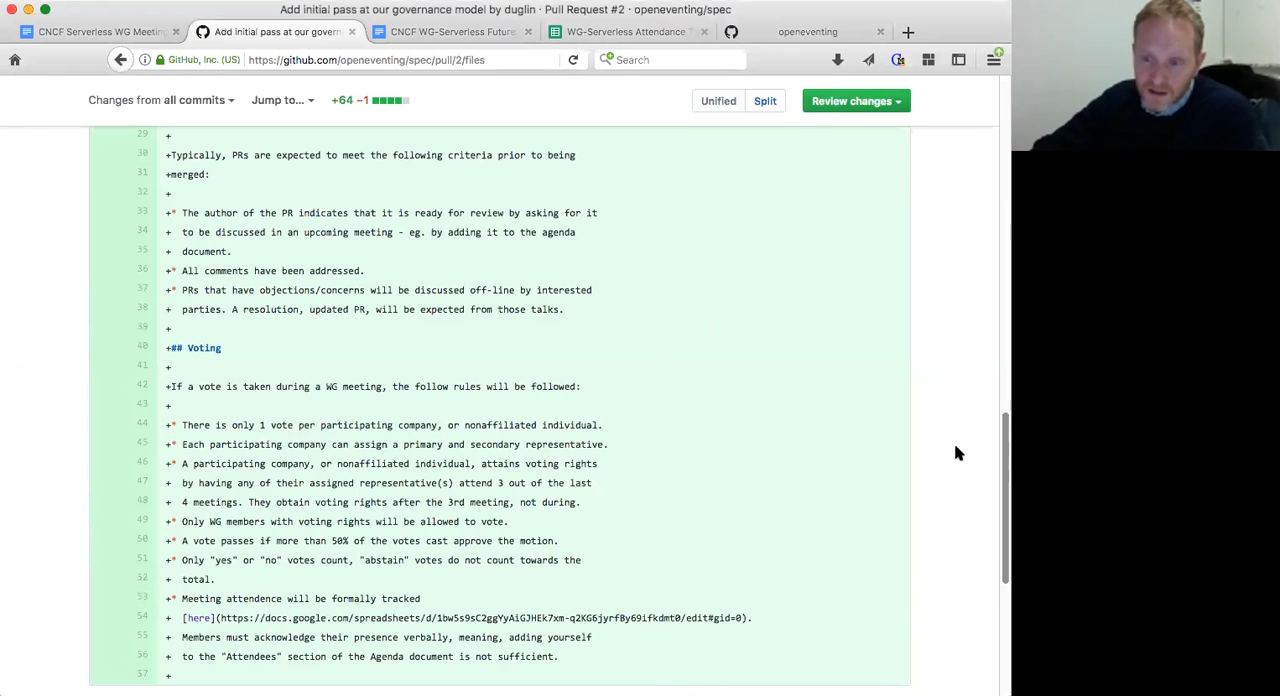 Add initial pass at our governance model by duglin · Pull Request #2 · openeventing/spec
CNCF Serverless WG Meetin
Add initial pass at our govern
CNCF WG-Serverless Future
WG-Serverless Attendance T
openeventing
GitHub, Inc. (US)
https://github.com/openeventing/spec/pull/2/files
Search
Changes from all commits
Jump to...
+64 −1
Unified
Split
Review changes
29 +
30 +Typically, PRs are expected to meet the following criteria prior to being
31 +merged:
32 +
33 +* The author of the PR indicates that it is ready for review by asking for it
34 + to be discussed in an upcoming meeting - eg. by adding it to the agenda
35 + document.
36 +* All comments have been addressed.
37 +* PRs that have objections/concerns will be discussed off-line by interested
38 + parties. A resolution, updated PR, will be expected from those talks.
39 +
40 +## Voting
41 +
42 +If a vote is taken during a WG meeting, the follow rules will be followed:
43 +
44 +* There is only 1 vote per participating company, or nonaffiliated individual.
45 +* Each participating company can assign a primary and secondary representative.
46 +* A participating company, or nonaffiliated individual, attains voting rights
47 + by having any of their assigned representative(s) attend 3 out of the last
48 + 4 meetings. They obtain voting rights after the 3rd meeting, not during.
49 +* Only WG members with voting rights will be allowed to vote.
50 +* A vote passes if more than 50% of the votes cast approve the motion.
51 +* Only "yes" or "no" votes count, "abstain" votes do not count towards the
52 + total.
53 +* Meeting attendence will be formally tracked
54 + [here](https://docs.google.com/spreadsheets/d/1bw5s9sC2ggYyAiGJHEk7xm-q2KG6jyrfBy69ifkdmt0/edit#gid=0).
55 + Members must acknowledge their presence verbally, meaning, adding yourself
56 + to the "Attendees" section of the Agenda document is not sufficient.
57 +